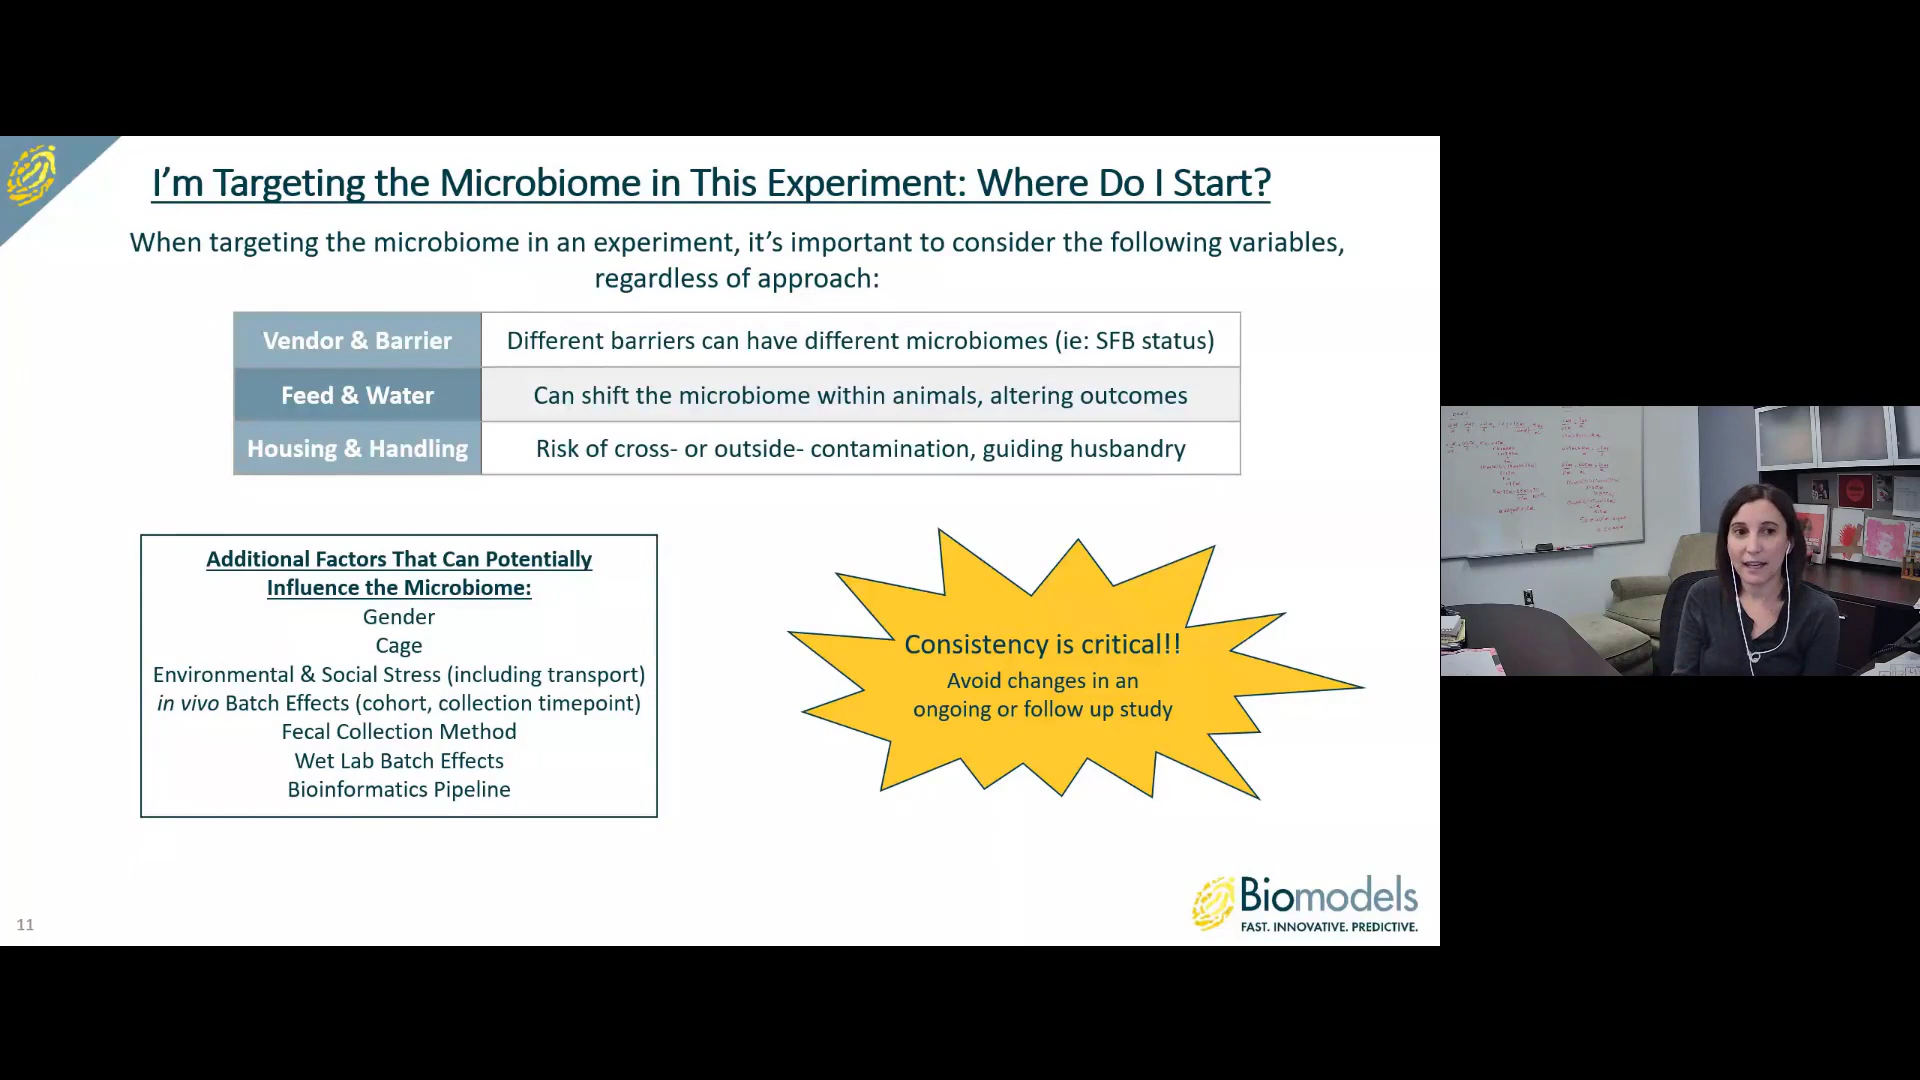 I'm Targeting the Microbiome in This Experiment: Where Do I Start?
When targeting the microbiome in an experiment, it's important to consider the following variables,
regardless of approach:
Vendor & Barrier
Different barriers can have different microbiomes (ie: SFB status)
Feed & Water
Can shift the microbiome within animals, altering outcomes
Housing & Handling
Risk of cross- or outside- contamination, guiding husbandry
Additional Factors That Can Potentially
Influence the Microbiome:
Gender
Cage
Environmental & Social Stress (including transport)
in vivo Batch Effects (cohort, collection timepoint)
Fecal Collection Method
Wet Lab Batch Effects
Bioinformatics Pipeline
Consistency is critical!!
Avoid changes in an
ongoing or follow up study
Biomodels
FAST. INNOVATIVE. PREDICTIVE.
11